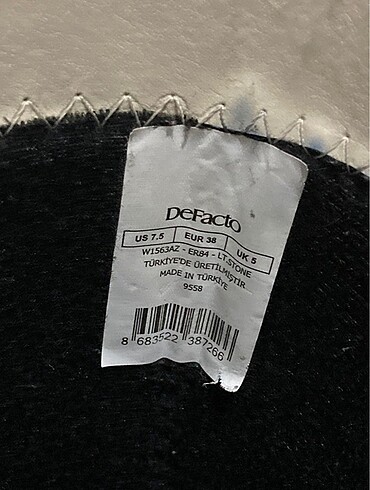 DeFacto
US 7.5 EUR 38 UK 5
W1563AZ - ER84 - LT.STONE
TÜRKİYE'DE ÜRETİLMİŞTİR
MADE IN TÜRKİYE
9558
8 683522 387266